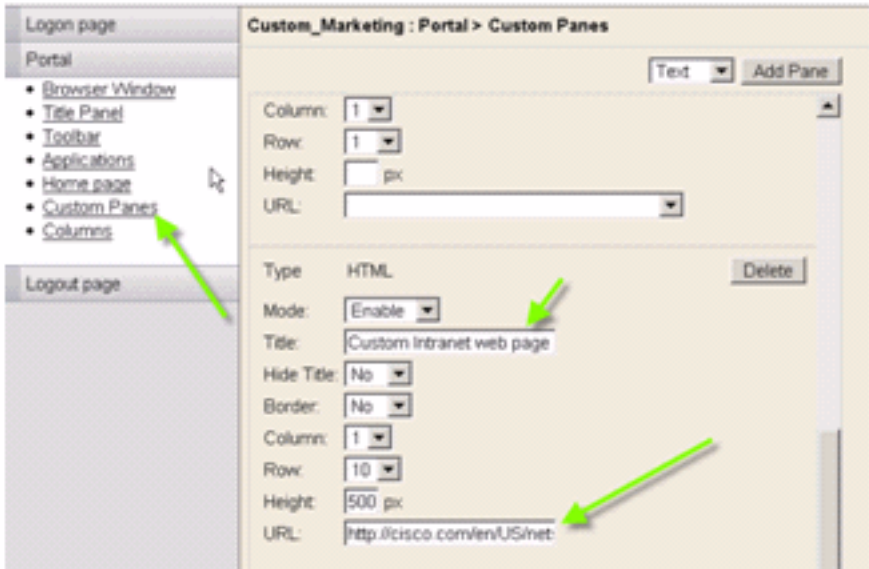 Logon page
Portal
Browser Window
Title Panel
Toolbar
Applications
Home page
Custom Panes
Columns
Logout page
Custom_Marketing : Portal > Custom Panes
Text Add Pane
Column: 1
Row: 1
Height: px
URL:
Type HTML Delete
Mode: Enable
Title: Custom Intranet web page
Hide Title: No
Border: No
Column: 1
Row: 10
Height: 500 px
URL: http://cisco.com/en/US/net